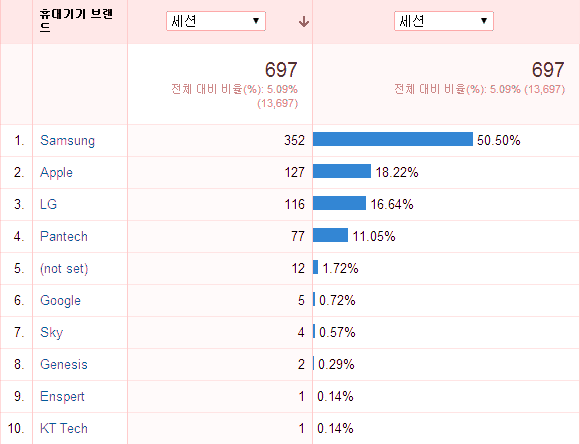 휴대기기 브랜
드
세션 ▼ 세션 ▼
697 697
전체 대비 비율(%): 5.09% 전체 대비 비율(%): 5.09% (13,697)
(13,697)
1. Samsung 352 50.50%
2. Apple 127 18.22%
3. LG 116 16.64%
4. Pantech 77 11.05%
5. (not set) 12 1.72%
6. Google 5 0.72%
7. Sky 4 0.57%
8. Genesis 2 0.29%
9. Enspert 1 0.14%
10. KT Tech 1 0.14%